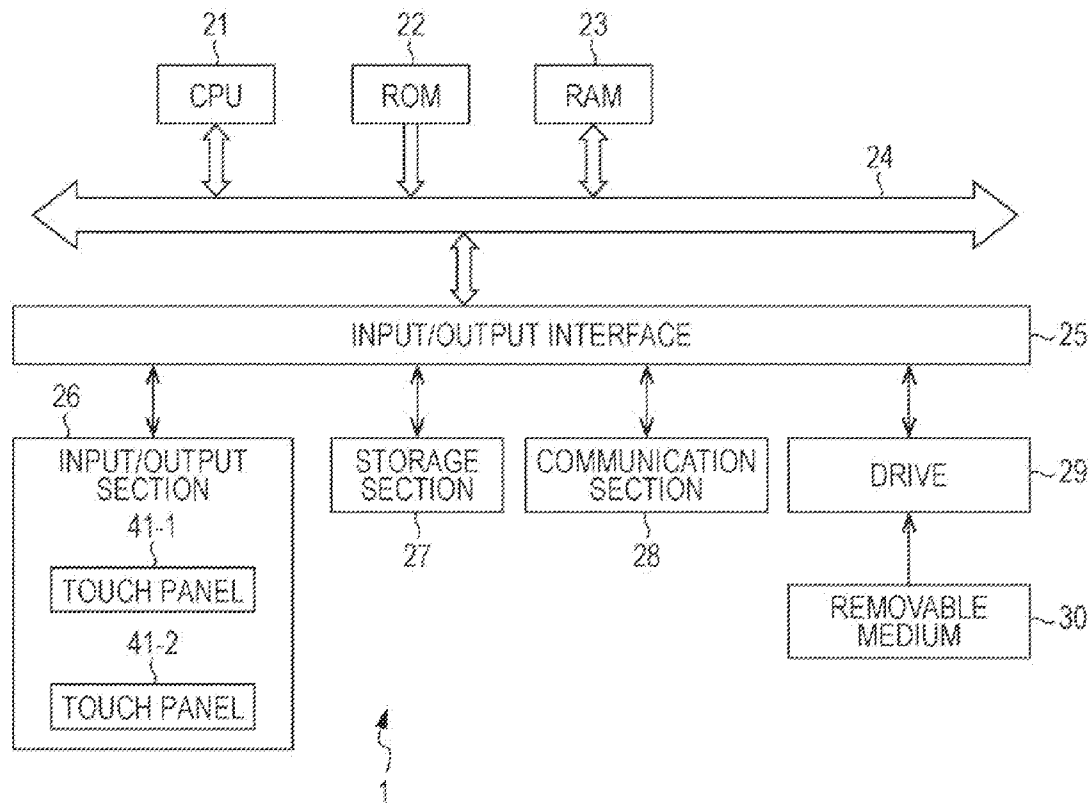 21
22
23
CPU
ROM
RAM
24
INPUT/OUTPUT INTERFACE
25
26
INPUT/OUTPUT
SECTION
41-1
TOUCH PANEL
41-2
TOUCH PANEL
STORAGE
SECTION
27
COMMUNICATION
SECTION
28
DRIVE
29
REMOVABLE
MEDIUM
30
1